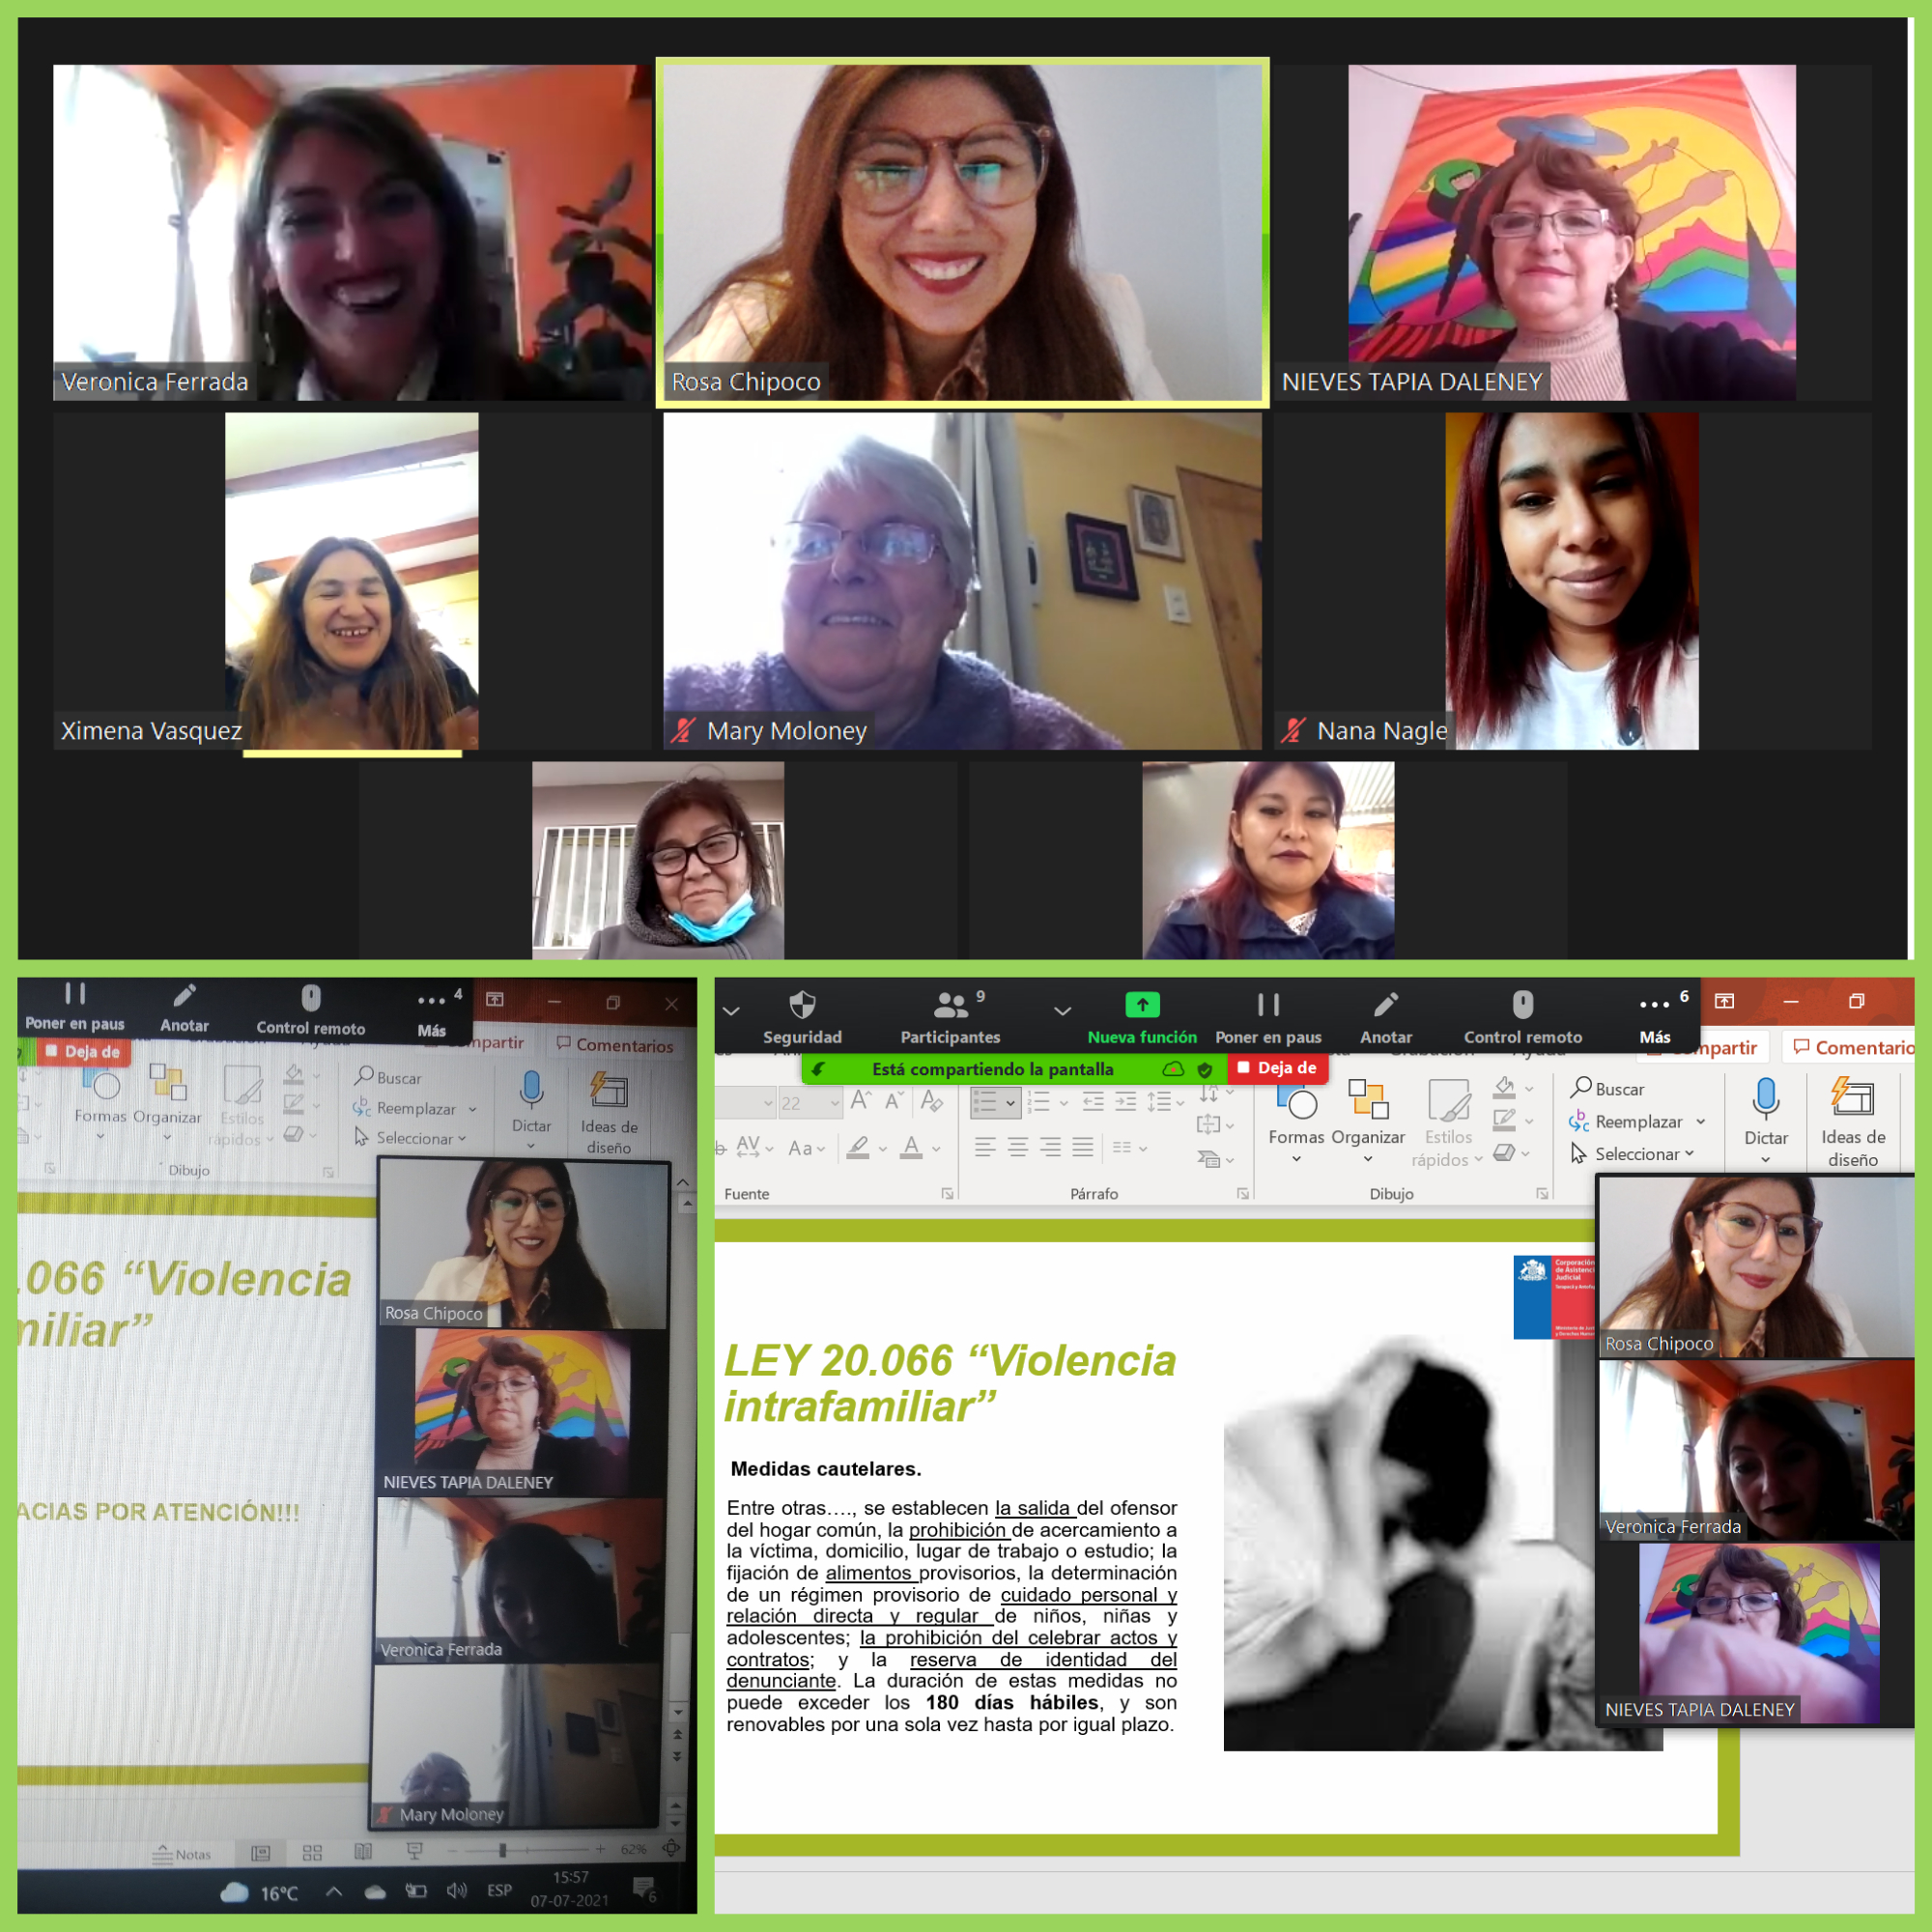 Veronica Ferrada
Rosa Chipoco
NIEVES TAPIA DALENEY
Ximena Vasquez
Mary Moloney
Nana Nagle
4
Poner en paus
Anotar
Control remoto
Más
Deja de
mpartir
Comentarios
Formas
Organizar
Estilos
rápidos
Buscar
Reemplazar
Seleccionar
Dictar
Ideas de
diseño
Dibujo
.066 “Violencia
miliar”
ACIAS POR ATENCIÓN!!!
Rosa Chipoco
NIEVES TAPIA DALENEY
Veronica Ferrada
Mary Moloney
Notas
62%
16°C
ESP
15:57
07-07-2021
6
9
6
Seguridad
Participantes
Nueva función
Poner en paus
Anotar
Control remoto
Más
Está compartiendo la pantalla
Deja de
mpartir
Comentario
22
Aa
Formas
Organizar
Estilos
rápidos
Buscar
Reemplazar
Seleccionar
Dictar
Ideas de
diseño
Fuente
Párrafo
Dibujo
Corporación
de Asistenc
Judicial
LEY 20.066 “Violencia
intrafamiliar”
Medidas cautelares.
Entre otras…., se establecen la salida del ofensor
del hogar común, la prohibición de acercamiento a
la víctima, domicilio, lugar de trabajo o estudio; la
fijación de alimentos provisorios, la determinación
de un régimen provisorio de cuidado personal y
relación directa y regular de niños, niñas y
adolescentes; la prohibición del celebrar actos y
contratos; y la reserva de identidad del
denunciante. La duración de estas medidas no
puede exceder los 180 días hábiles, y son
renovables por una sola vez hasta por igual plazo.
Rosa Chipoco
Veronica Ferrada
NIEVES TAPIA DALENEY